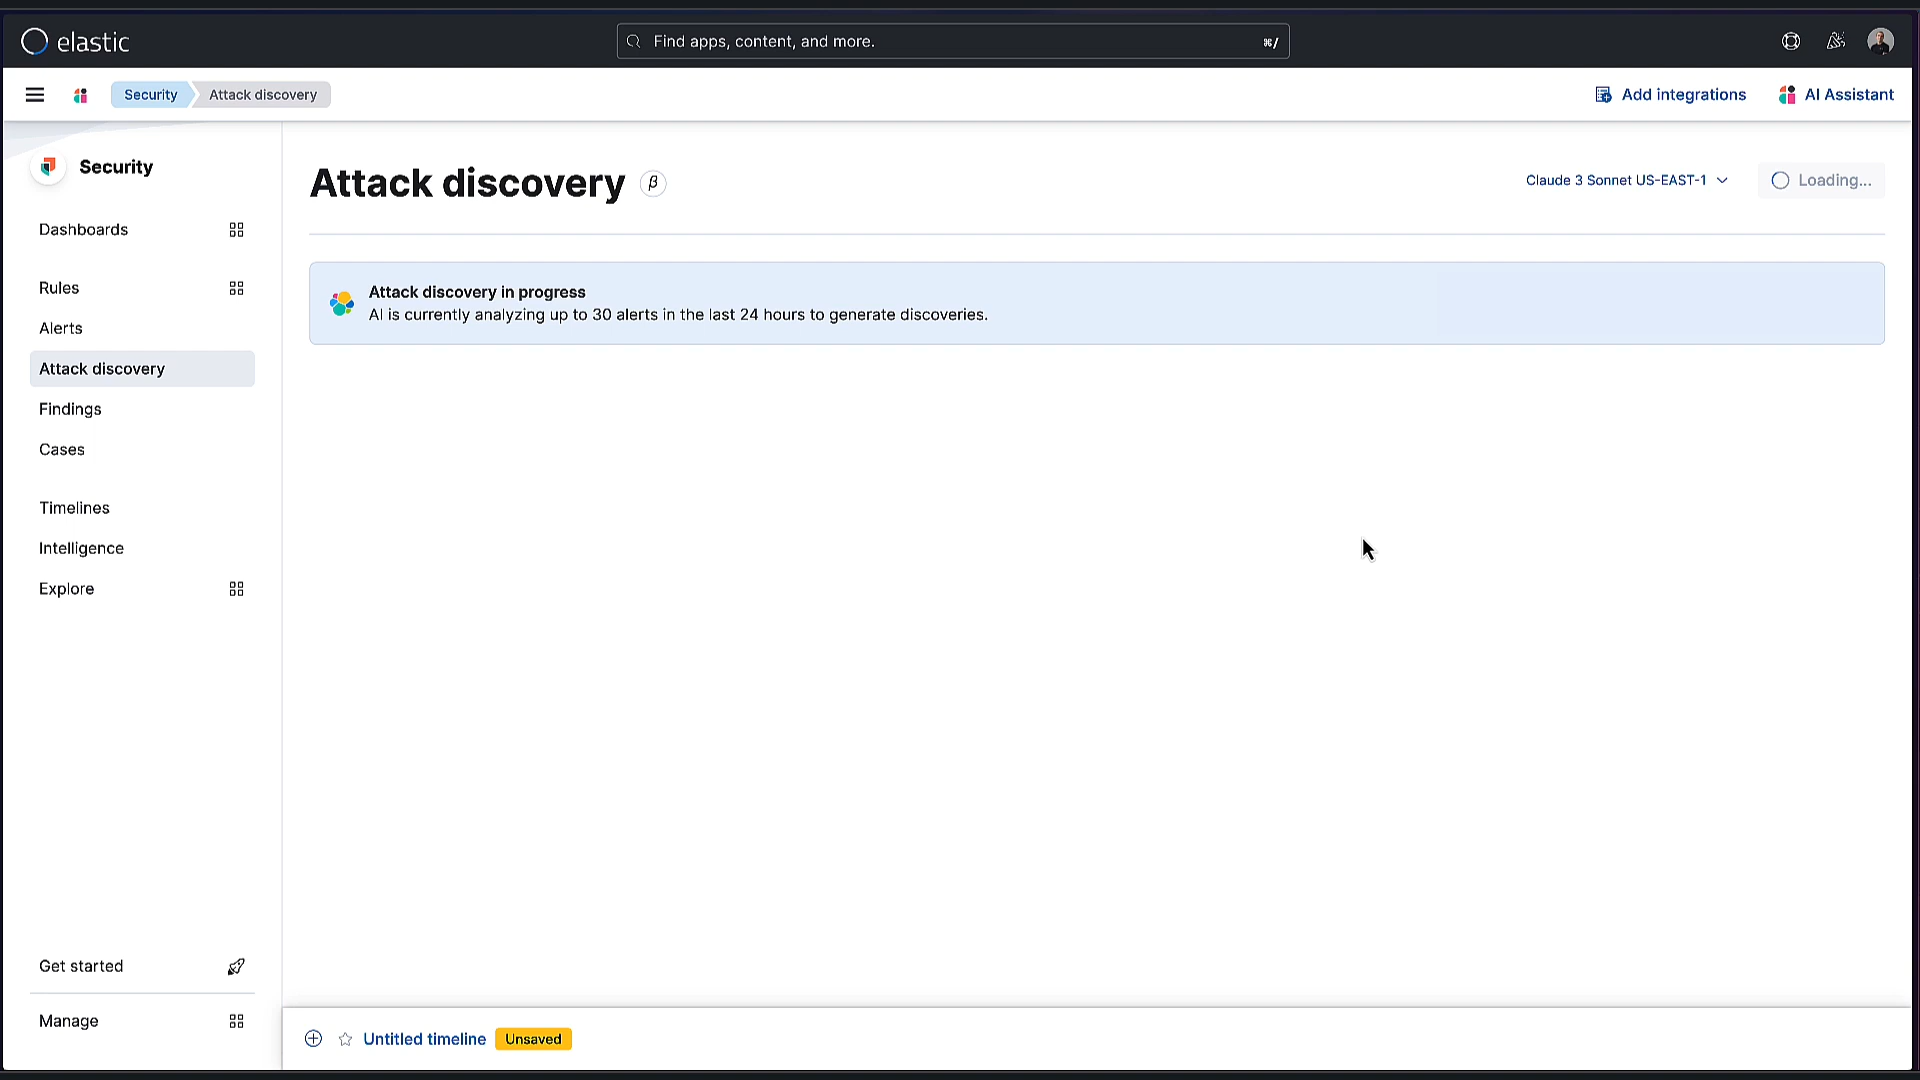 elastic
Find apps, content, and more.
⌘/
Security
Attack discovery
Add integrations
AI Assistant
Security
Dashboards
Rules
Alerts
Attack discovery
Findings
Cases
Timelines
Intelligence
Explore
Get started
Manage
Attack discovery β
Claude 3 Sonnet US-EAST-1
Loading...
Attack discovery in progress
AI is currently analyzing up to 30 alerts in the last 24 hours to generate discoveries.
Untitled timeline Unsaved